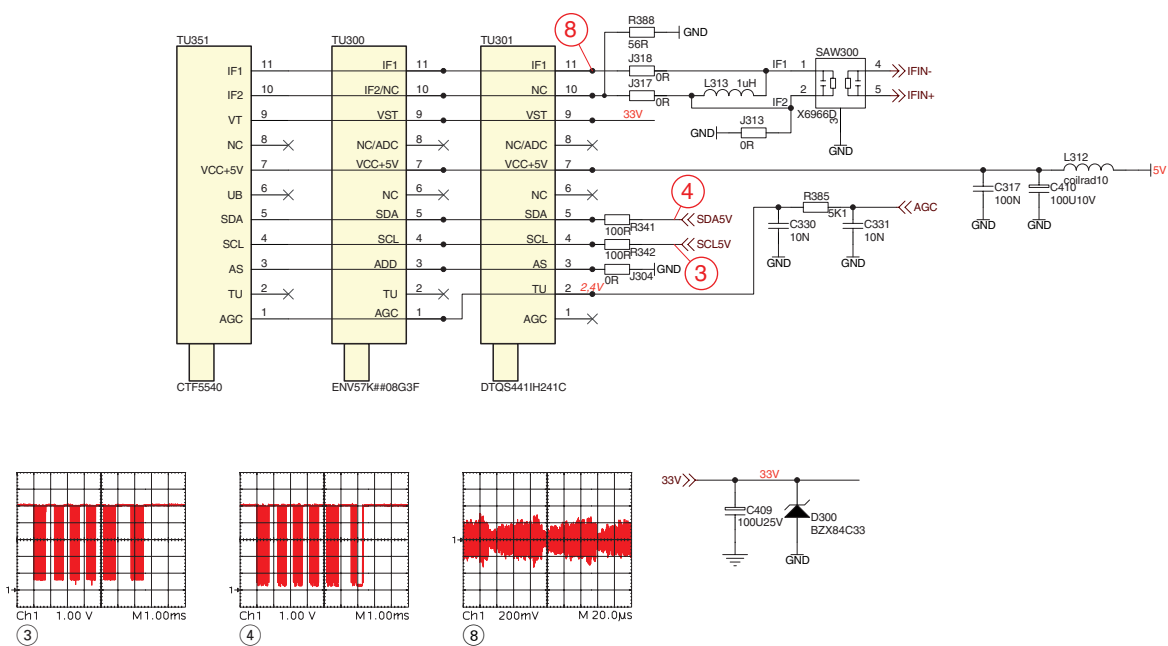 R388
8
GND
TU351
TU300
TU301
56R
SAW300
IF1 11 IF1 11 IF1 11
J318
IF1 1 4 IFIN-
0R
IF2 10 IF2/NC 10 NC 10
J317
L313 1uH
2 5 IFIN+
0R
IF2
VT 9 VST 9 VST 9 33V
X6966D
3
J313
GND
0R
GND
NC 8 NC/ADC 8 NC 8
VCC+5V 7 VCC+5V 7 VCC+5V 7
L312
5V
coilrad10
UB 6 NC 6 NC 6
4
C317
100N
C410
100U10V
SDA 5 SDA 5 SDA 5
SDA5V
R341
100R
R385
5K1
AGC
GND
GND
C330
10N
C331
10N
SCL 4 SCL 4 SCL 4
SCL5V
R342
100R
GND
GND
AS 3 ADD 3 AS 3
GND
J304
0R
3
TU 2 TU 2 TU 2 2,4V
AGC 1 AGC 1 AGC 1
CTF5540
ENV57K##08G3F
DTQS441IH241C
33V
33V
C409
100U25V
D300
BZX84C33
GND
1
1
1
Ch1 1.00 V M1.00ms
Ch1 1.00 V M1.00ms
Ch1 200mV M 20.0µs
3
4
8